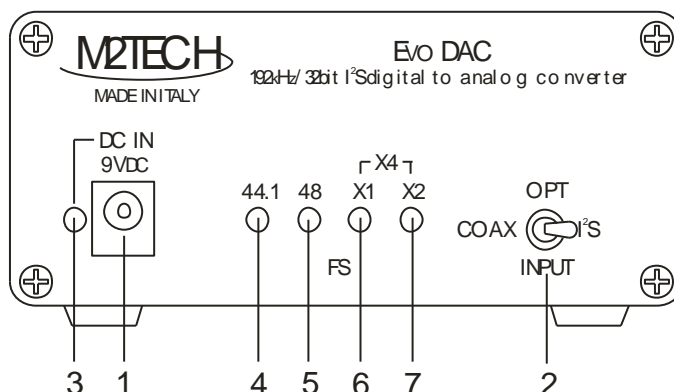 M2TECH
MADE IN ITALY
EVO DAC
192kHz/ 32bit I²S digital to analog converter
DC IN
9VDC
X4
44.1 48 X1 X2
FS
OPT
COAX I²S
INPUT
3 1 4 5 6 7 2